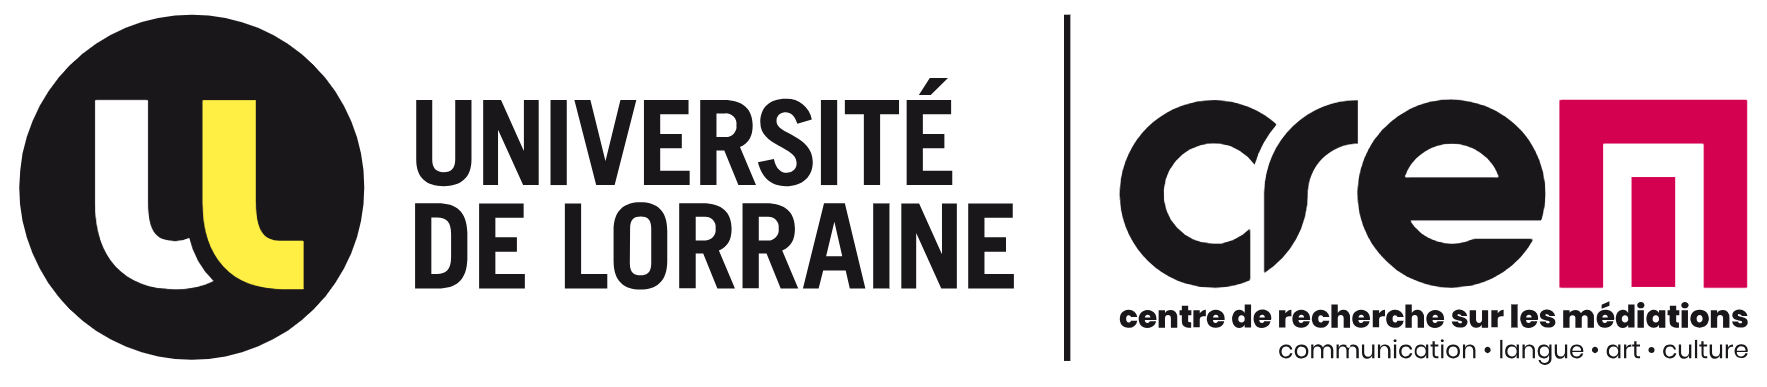 UNIVERSITÉ
DE LORRAINE
crem
centre de recherche sur les médiations
communication • langue • art • culture